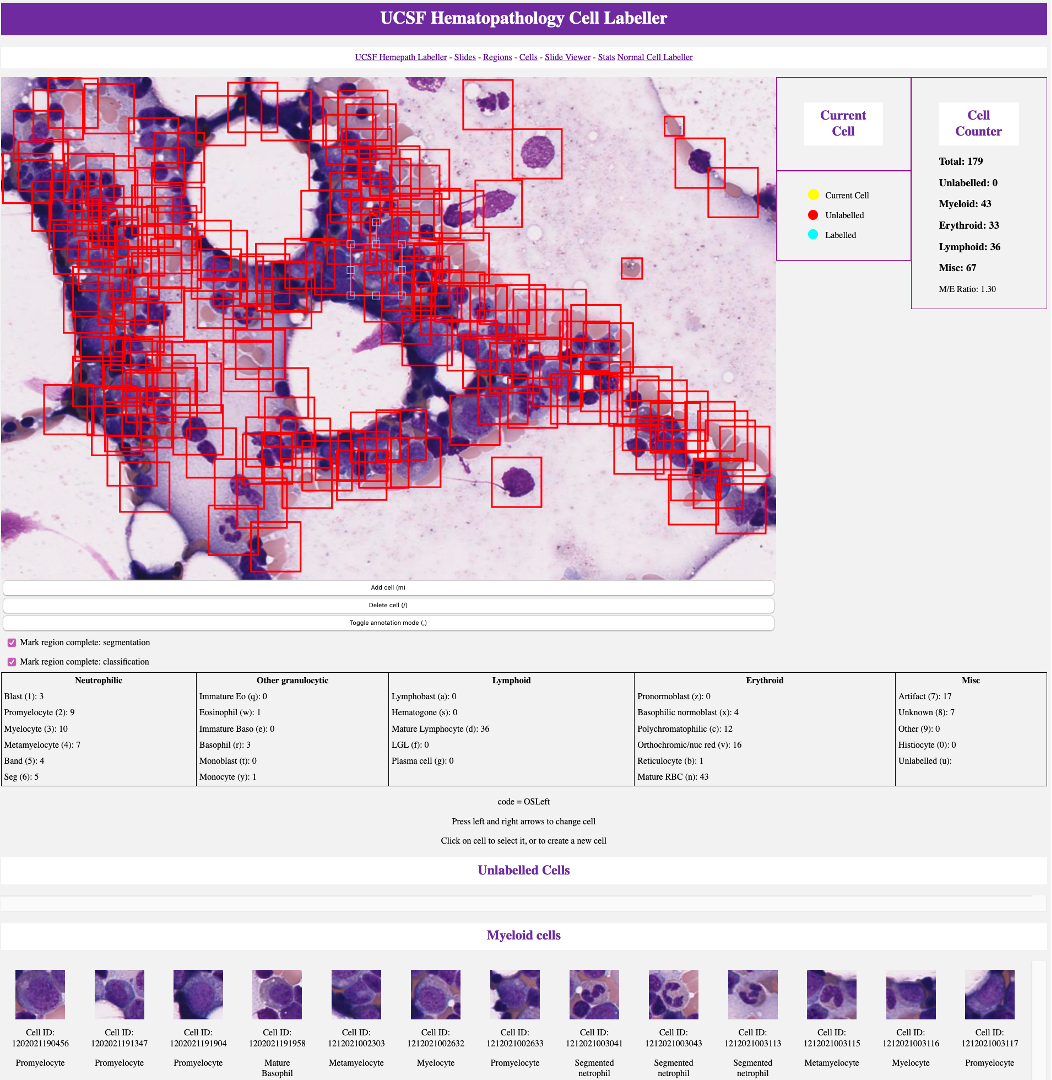 UCSF Hematopathology Cell Labeller
UCSF Hemepath Labeller - Slides - Regions - Cells - Slide Viewer - Stats Normal Cell Labeller
Current
Cell
Current Cell
Unlabelled
Labelled
Cell
Counter
Total: 179
Unlabelled: 0
Myeloid: 43
Erythroid: 33
Lymphoid: 36
Misc: 67
M/E Ratio: 1.30
Add cell (m)
Delete cell (/)
Toggle annotation mode (,)
Mark region complete: segmentation
Mark region complete: classification
Neutrophilic Other granulocytic Lymphoid Erythroid Misc
Blast (1): 3 Immature Eo (q): 0 Lymphobast (a): 0 Pronormoblast (z): 0 Artifact (7): 17
Promyelocyte (2): 9 Eosinophil (w): 1 Hematogone (s): 0 Basophilic normoblast (x): 4 Unknown (8): 7
Myelocyte (3): 10 Immature Baso (e): 0 Mature Lymphocyte (d): 36 Polychromatophilic (c): 12 Other (9): 0
Metamyelocyte (4): 7 Basophil (r): 3 LGL (f): 0 Orthochromic/nuc red (v): 16 Histiocyte (0): 0
Band (5): 4 Monoblast (t): 0 Plasma cell (g): 0 Reticulocyte (b): 1 Unlabelled (u):
Seg (6): 5 Monocyte (y): 1 Mature RBC (n): 43
code = OSLeft
Press left and right arrows to change cell
Click on cell to select it, or to create a new cell
Unlabelled Cells
Myeloid cells
Cell ID: Cell ID: Cell ID: Cell ID: Cell ID: Cell ID: Cell ID: Cell ID: Cell ID: Cell ID: Cell ID: Cell ID: Cell ID:
1202021190456 1202021191347 1202021191904 1202021191958 1212021002303 1212021002632 1212021002633 1212021003041 1212021003043 1212021003113 1212021003115 1212021003116 1212021003117
Promyelocyte Promyelocyte Promyelocyte Mature Metamyelocyte Myelocyte Promyelocyte Segmented Segmented Segmented Metamyelocyte Myelocyte Promyelocyte
Basophil netrophil netrophil netrophil